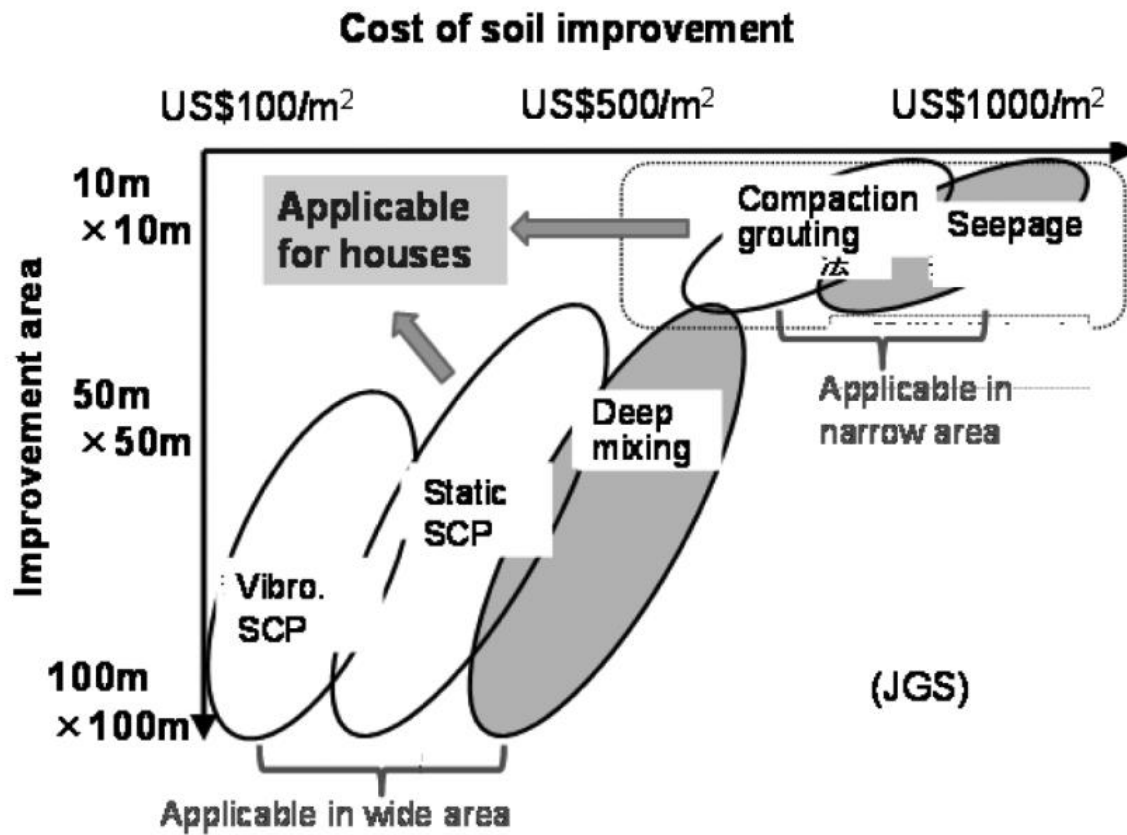 Cost of soil improvement
US$100/m²
US$500/m²
US$1000/m²
Improvement area
10m
×10m
50m
×50m
100m
×100m
Applicable
for houses
Compaction
grouting
法
Seepage
Applicable in
narrow area
Deep
mixing
Static
SCP
Vibro.
SCP
(JGS)
Applicable in wide area